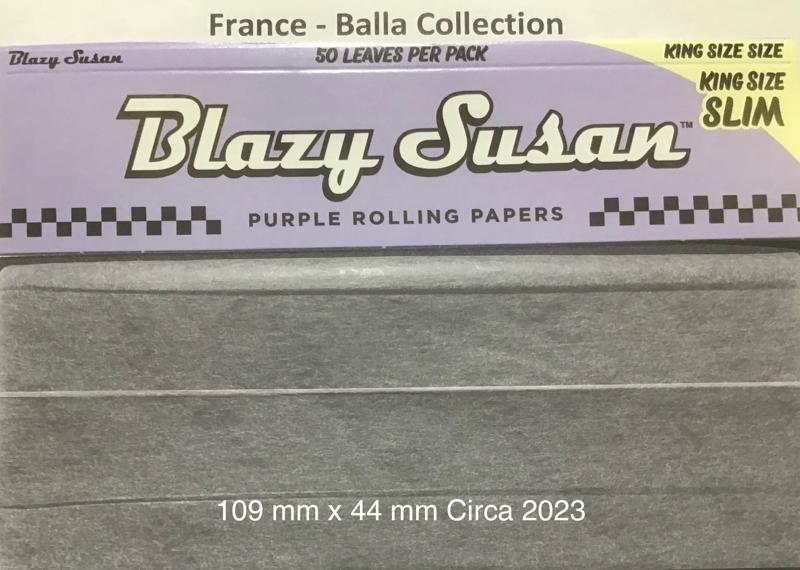 France - Balla Collection
Blazy Susan
50 LEAVES PER PACK
KING SIZE SIZE
KING SIZE
SLIM
Blazy Susan™
PURPLE ROLLING PAPERS
109 mm x 44 mm Circa 2023